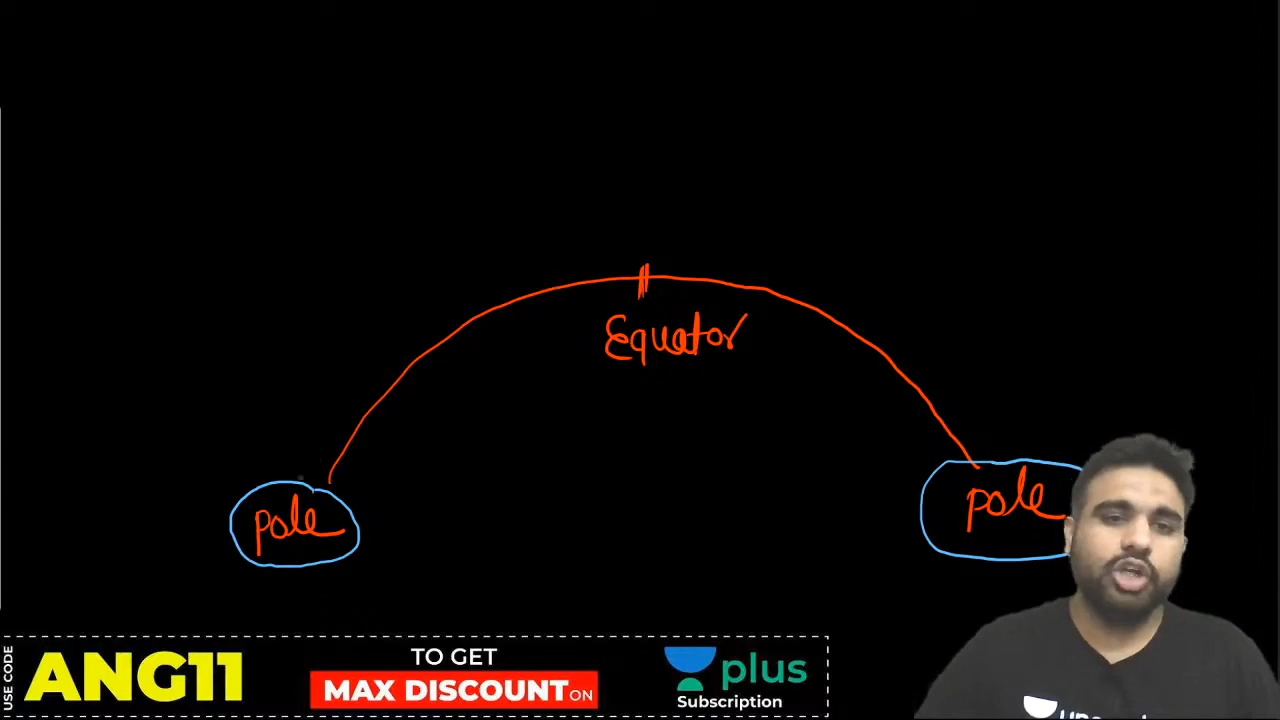 Equator
pole
pole
USE CODE
ANG11
TO GET
MAX DISCOUNT ON
plus
Subscription